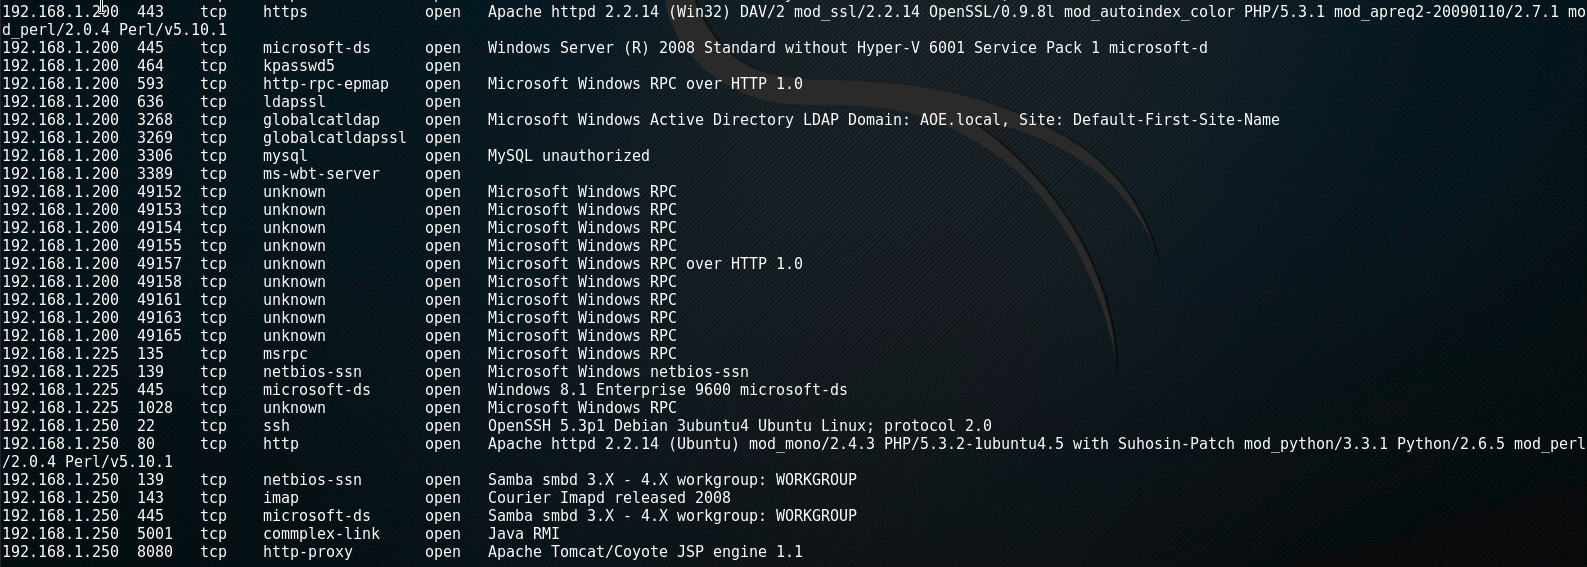 192.168.1.200  443   tcp    https             open   Apache httpd 2.2.14 (Win32) DAV/2 mod_ssl/2.2.14 OpenSSL/0.9.8l mod_autoindex_color PHP/5.3.1 mod_apreq2-20090110/2.7.1 mo
d_perl/2.0.4 Perl/v5.10.1
192.168.1.200  445   tcp    microsoft-ds      open   Windows Server (R) 2008 Standard without Hyper-V 6001 Service Pack 1 microsoft-d
192.168.1.200  464   tcp    kpasswd5          open
192.168.1.200  593   tcp    http-rpc-epmap    open   Microsoft Windows RPC over HTTP 1.0
192.168.1.200  636   tcp    ldapssl           open
192.168.1.200  3268  tcp    globalcatldap     open   Microsoft Windows Active Directory LDAP Domain: AOE.local, Site: Default-First-Site-Name
192.168.1.200  3269  tcp    globalcatldapssl  open
192.168.1.200  3306  tcp    mysql             open   MySQL unauthorized
192.168.1.200  3389  tcp    ms-wbt-server     open
192.168.1.200  49152 tcp    unknown           open   Microsoft Windows RPC
192.168.1.200  49153 tcp    unknown           open   Microsoft Windows RPC
192.168.1.200  49154 tcp    unknown           open   Microsoft Windows RPC
192.168.1.200  49155 tcp    unknown           open   Microsoft Windows RPC
192.168.1.200  49157 tcp    unknown           open   Microsoft Windows RPC over HTTP 1.0
192.168.1.200  49158 tcp    unknown           open   Microsoft Windows RPC
192.168.1.200  49161 tcp    unknown           open   Microsoft Windows RPC
192.168.1.200  49163 tcp    unknown           open   Microsoft Windows RPC
192.168.1.200  49165 tcp    unknown           open   Microsoft Windows RPC
192.168.1.225  135   tcp    msrpc             open   Microsoft Windows RPC
192.168.1.225  139   tcp    netbios-ssn       open   Microsoft Windows netbios-ssn
192.168.1.225  445   tcp    microsoft-ds      open   Windows 8.1 Enterprise 9600 microsoft-ds
192.168.1.225  1028  tcp    unknown           open   Microsoft Windows RPC
192.168.1.250  22    tcp    ssh               open   OpenSSH 5.3p1 Debian 3ubuntu4 Ubuntu Linux; protocol 2.0
192.168.1.250  80    tcp    http              open   Apache httpd 2.2.14 (Ubuntu) mod_mono/2.4.3 PHP/5.3.2-1ubuntu4.5 with Suhosin-Patch mod_python/3.3.1 Python/2.6.5 mod_perl
/2.0.4 Perl/v5.10.1
192.168.1.250  139   tcp    netbios-ssn       open   Samba smbd 3.X - 4.X workgroup: WORKGROUP
192.168.1.250  143   tcp    imap              open   Courier Imapd released 2008
192.168.1.250  445   tcp    microsoft-ds      open   Samba smbd 3.X - 4.X workgroup: WORKGROUP
192.168.1.250  5001  tcp    commplex-link     open   Java RMI
192.168.1.250  8080  tcp    http-proxy        open   Apache Tomcat/Coyote JSP engine 1.1